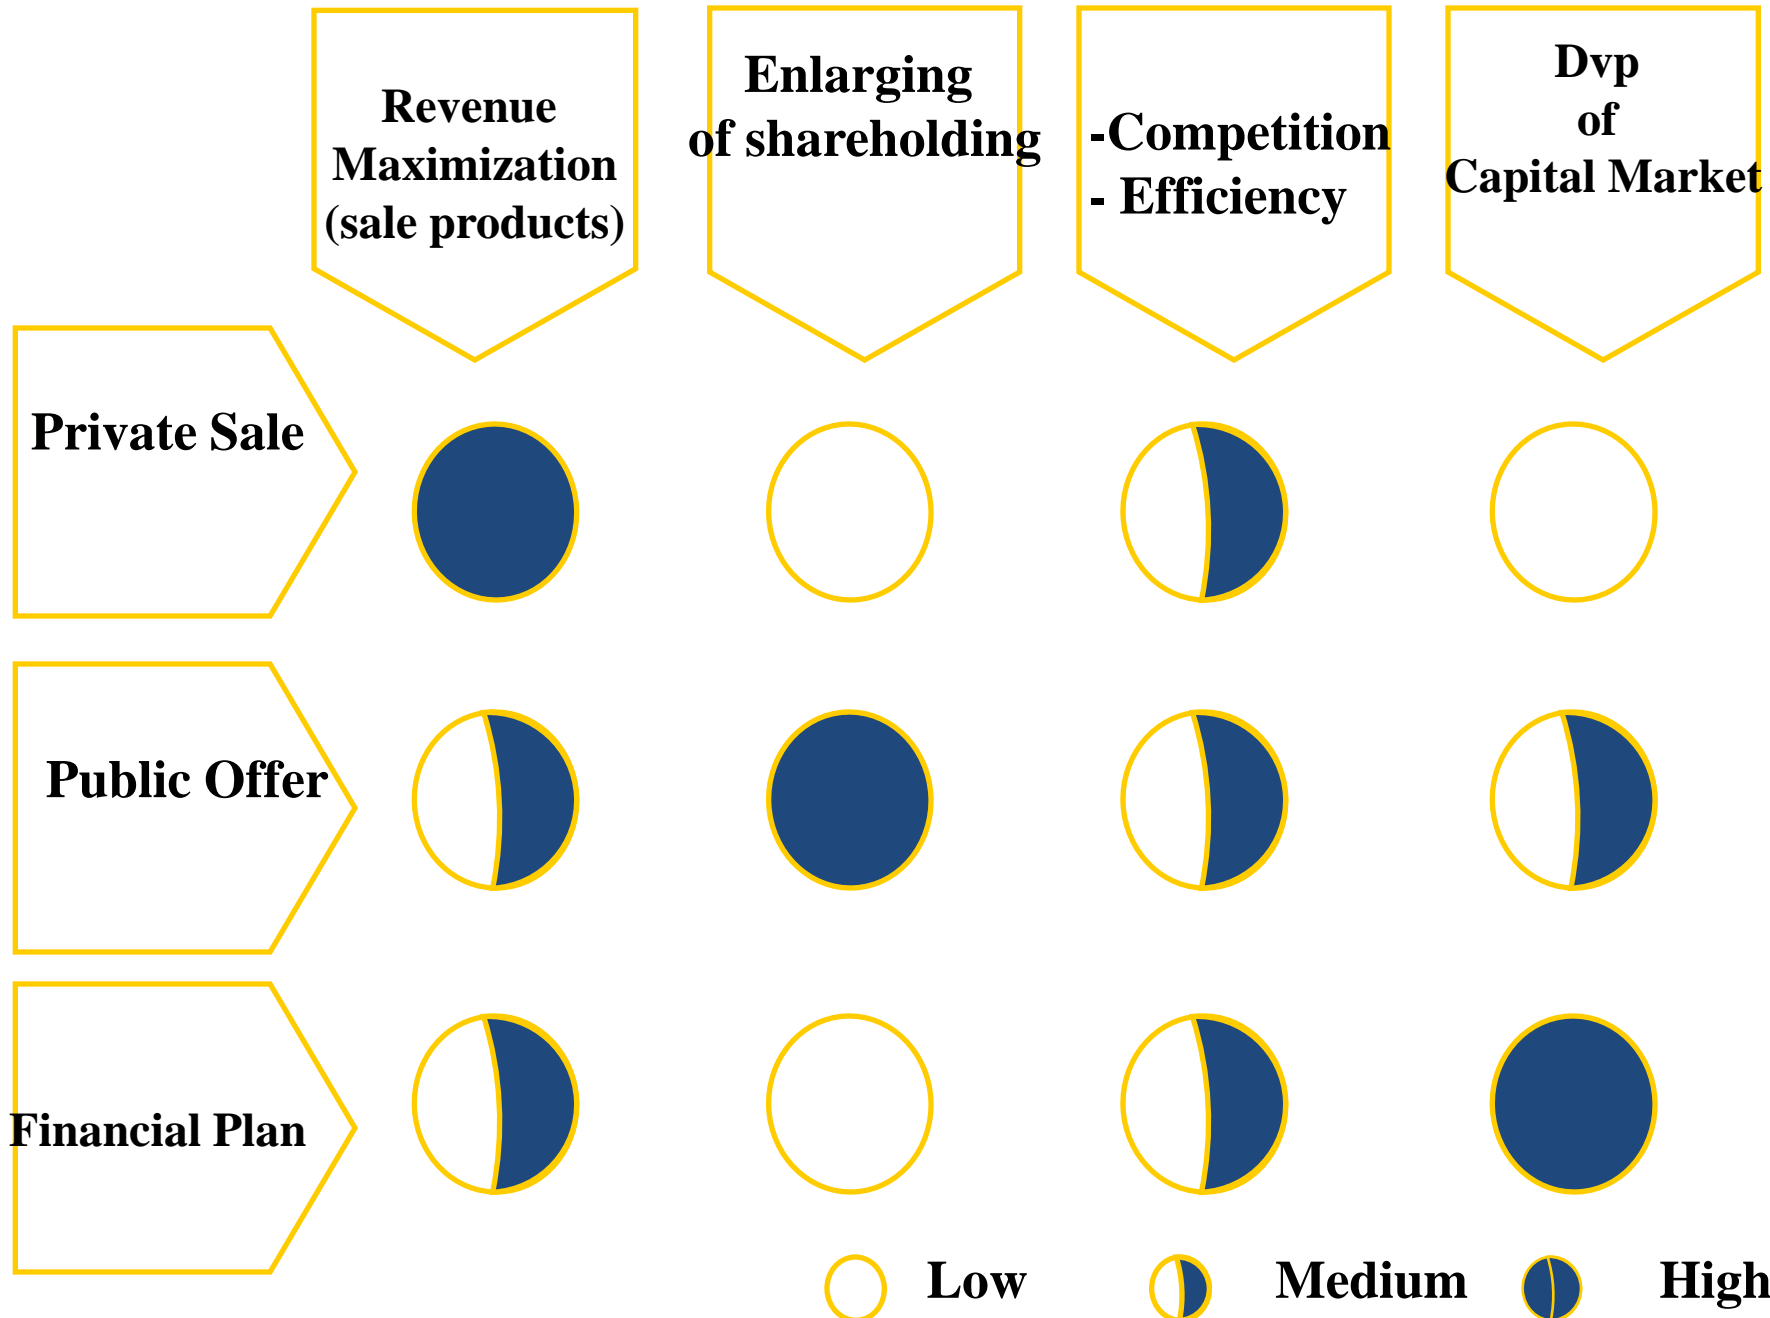 Revenue
Maximization
(sale products)
Enlarging
of shareholding
-Competition
- Efficiency
Dvp
of
Capital Market
Private Sale
Public Offer
Financial Plan
Low
Medium
High